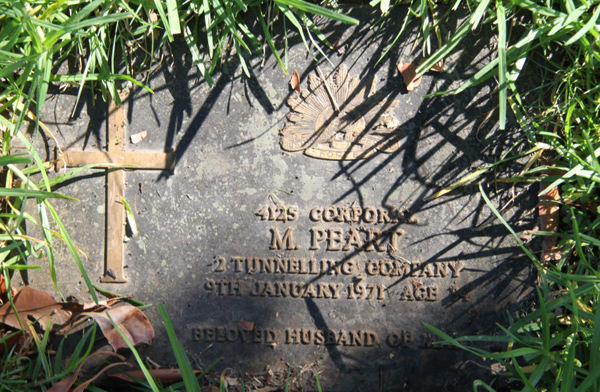 4125 CORPORAL
M. PEART
2 TUNNELLING COMPANY
9TH JANUARY 1971 AGE
BELOVED HUSBAND OF